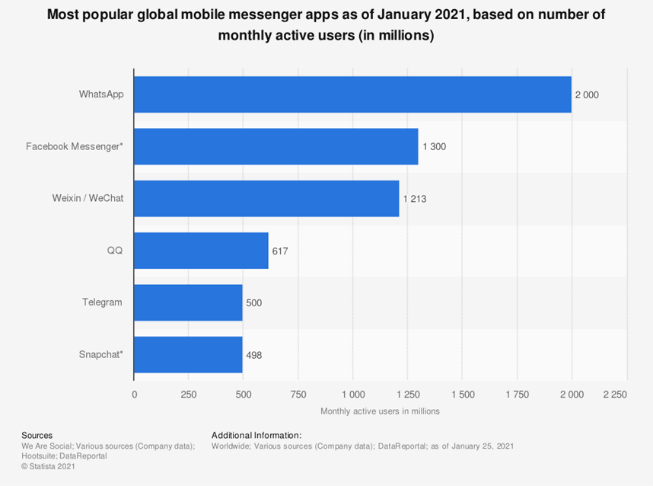 Most popular global mobile messenger apps as of January 2021, based on number of
monthly active users (in millions)
WhatsApp
2 000
Facebook Messenger*
1 300
Weixin / WeChat
1 213
QQ
617
Telegram
500
Snapchat*
498
0 250 500 750 1 000 1 250 1 500 1 750 2 000 2 250
Monthly active users in millions
Sources
We Are Social; Various sources (Company data);
Hootsuite; DataReportal
© Statista 2021
Additional Information:
Worldwide; Various sources (Company data); DataReportal; as of January 25, 2021